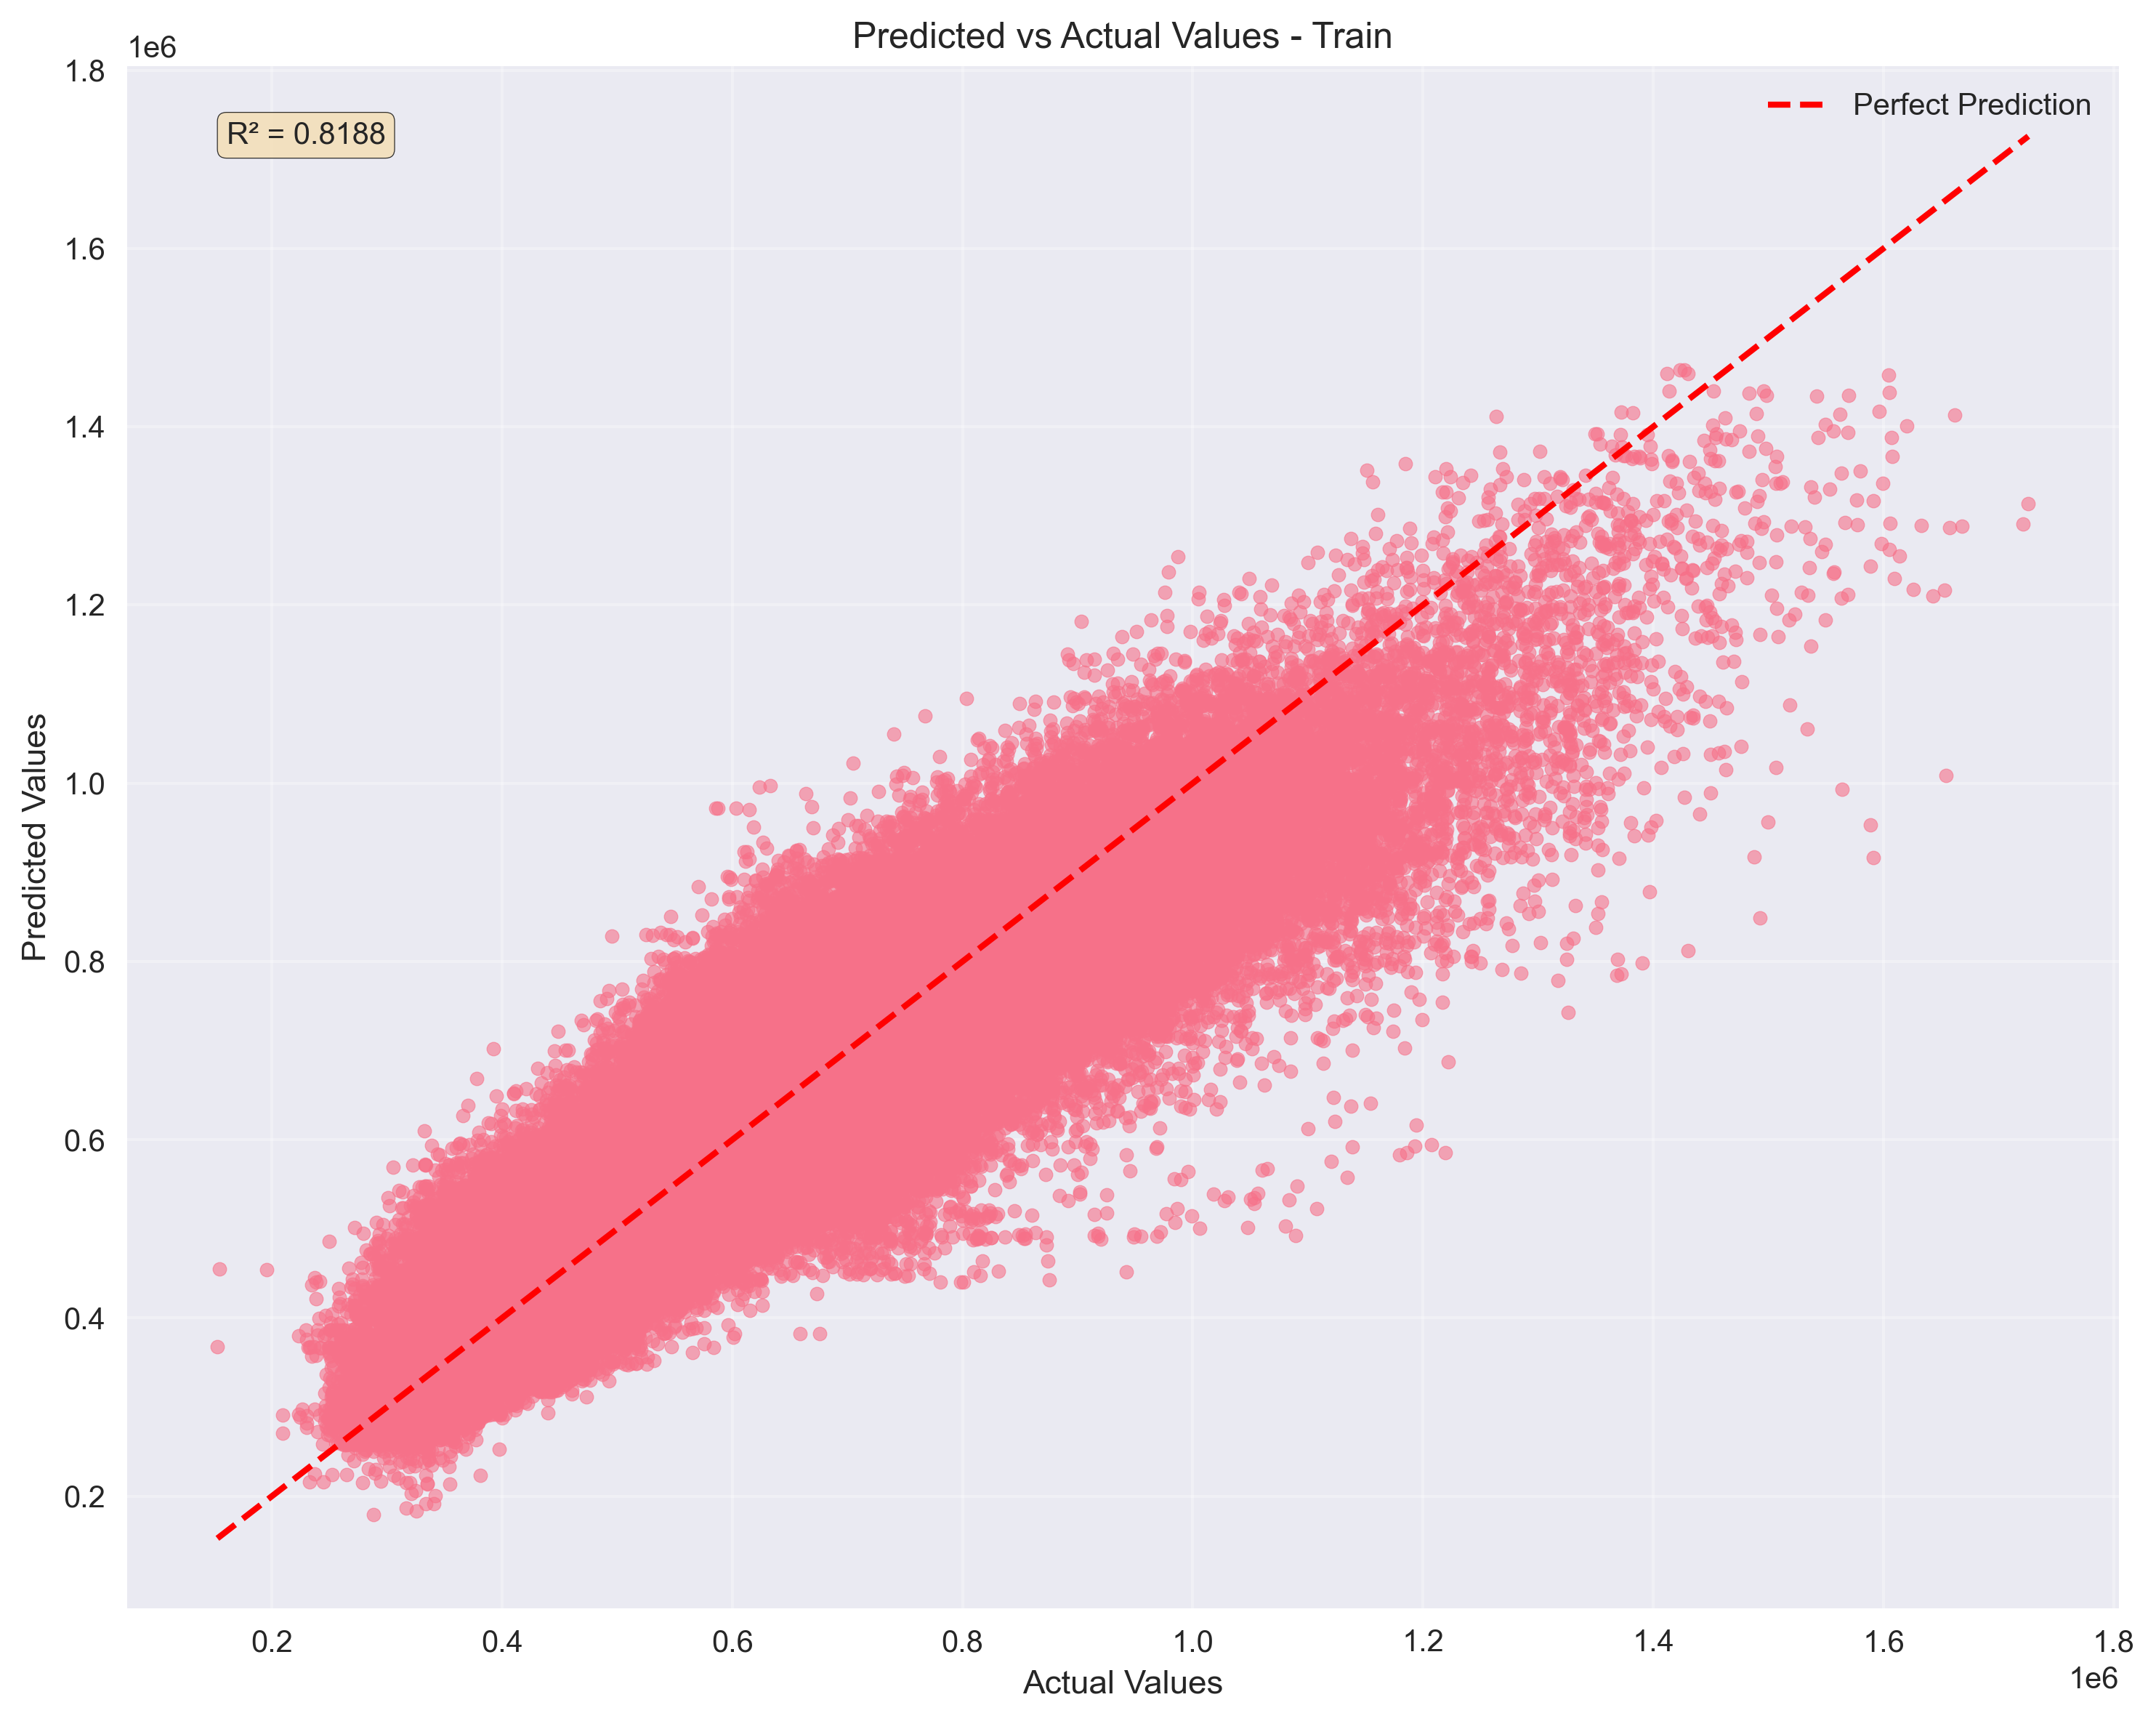 Predicted vs Actual Values - Train
1e6
1.8
1.6
1.4
1.2
1.0
0.8
0.6
0.4
0.2
Predicted Values
R² = 0.8188
Perfect Prediction
0.2 0.4 0.6 0.8 1.0 1.2 1.4 1.6 1.8
1e6
Actual Values